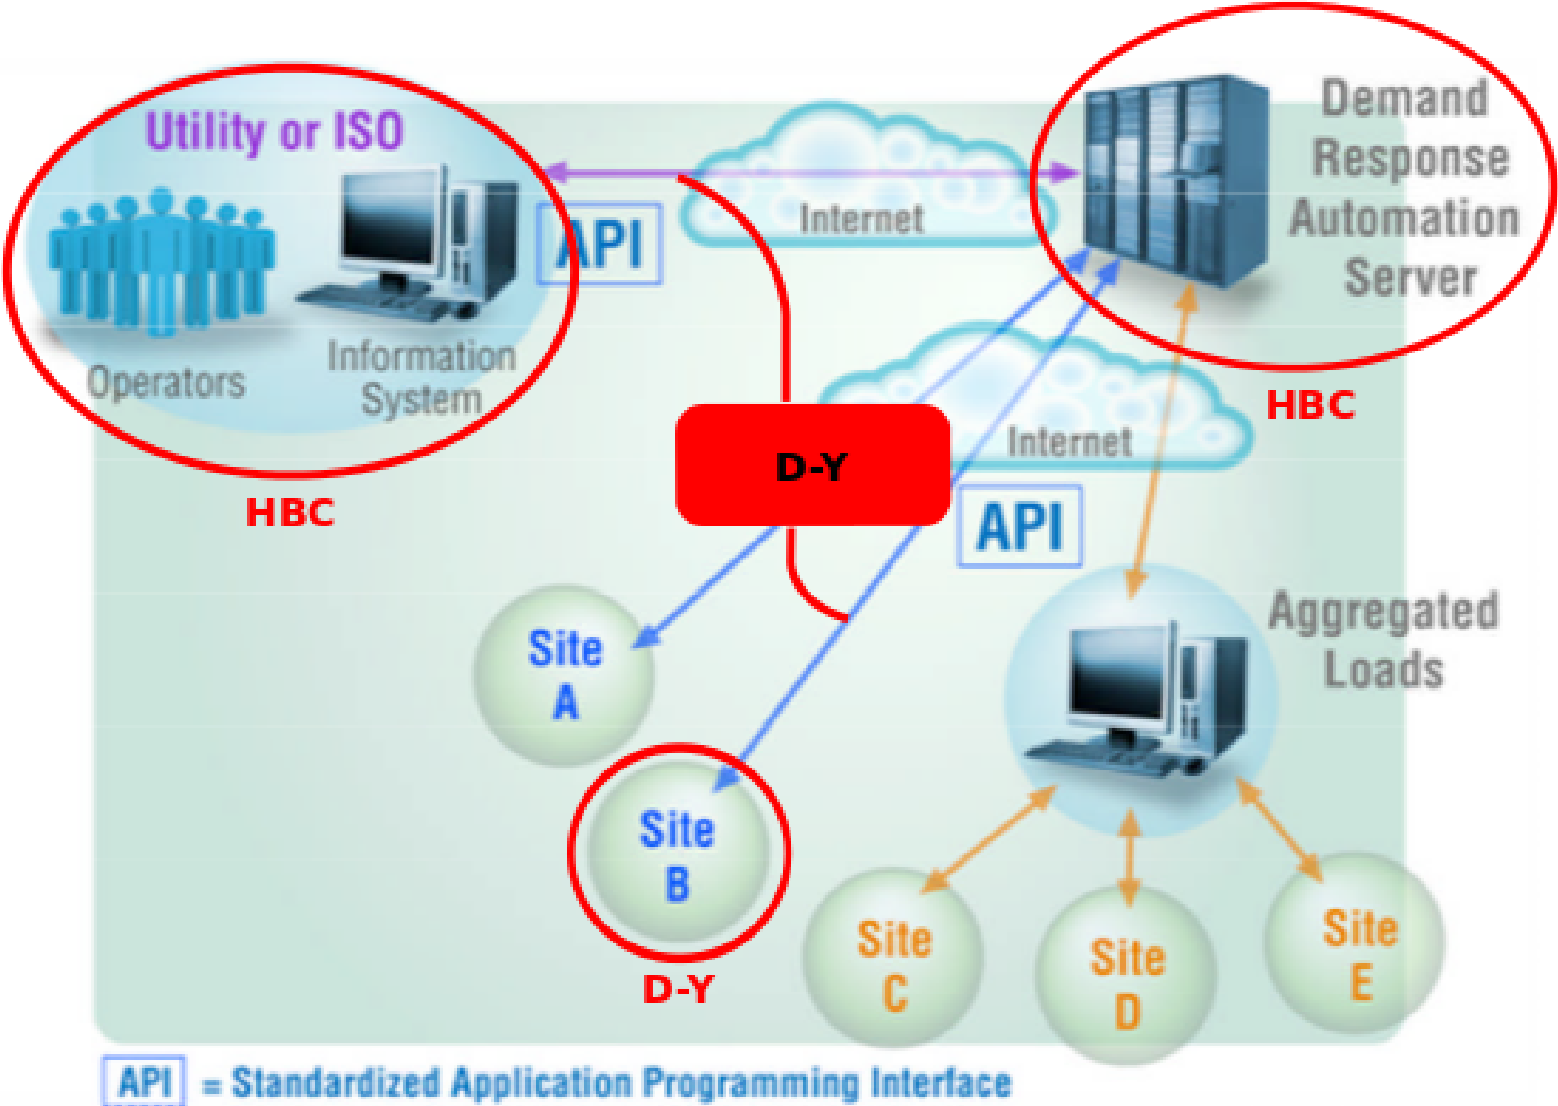 Utility or ISO
Operators
Information
System
HBC
API
Internet
Demand
Response
Automation
Server
HBC
Internet
D-Y
API
Site
A
Site
B
D-Y
Aggregated
Loads
Site
C
Site
D
Site
E
API = Standardized Application Programming Interface